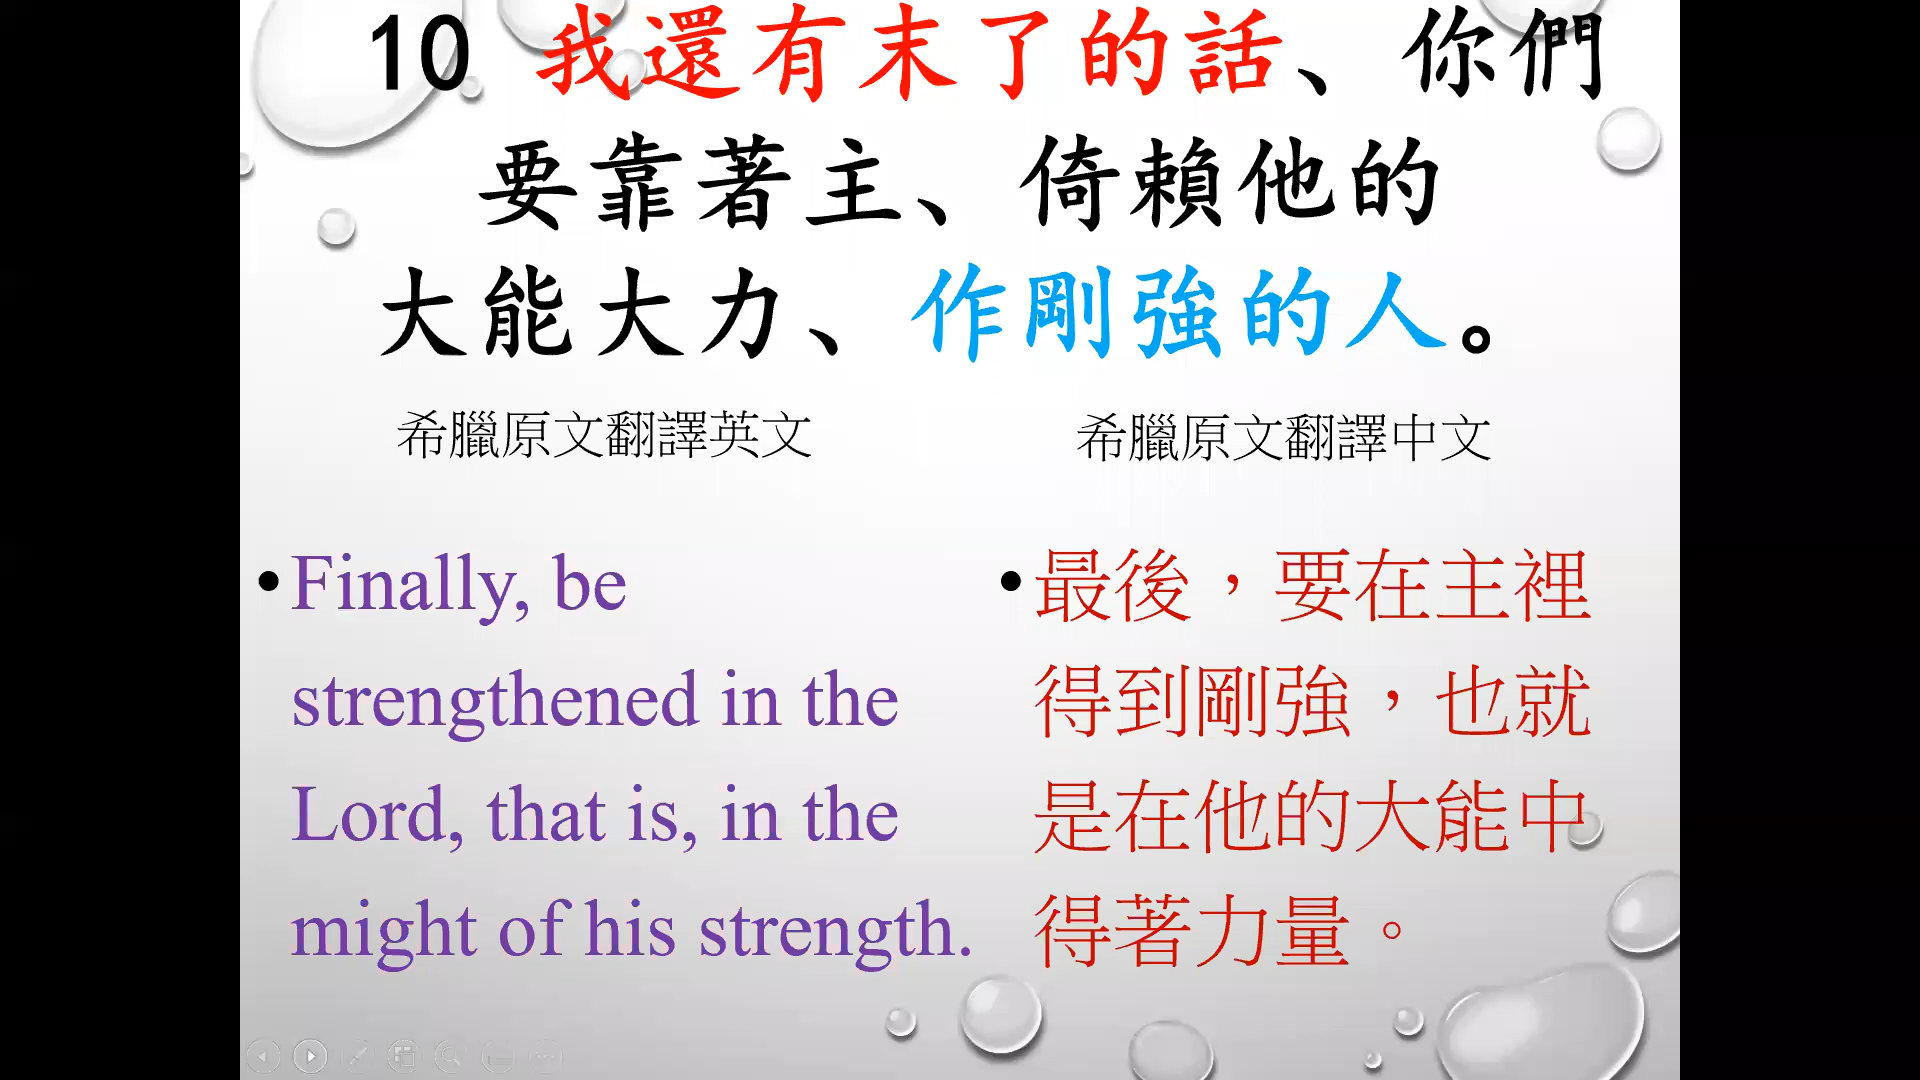 10 我還有末了的話、你們
要靠著主、倚賴他的
大能大力、作剛強的人。
希臘原文翻譯英文
• Finally, be
strengthened in the
Lord, that is, in the
might of his strength.
希臘原文翻譯中文
• 最後，要在主裡
得到剛強，也就
是在他的大能中
得著力量。